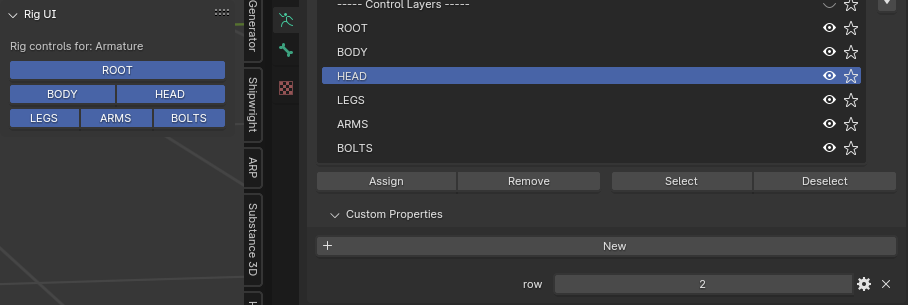 Rig UI
Rig controls for: Armature
ROOT
BODY HEAD
LEGS ARMS BOLTS
Generator
Shipwright
ARP
Substance 3D
----- Control Layers -----
ROOT
BODY
HEAD
LEGS
ARMS
BOLTS
Assign Remove Select Deselect
Custom Properties
New
row 2